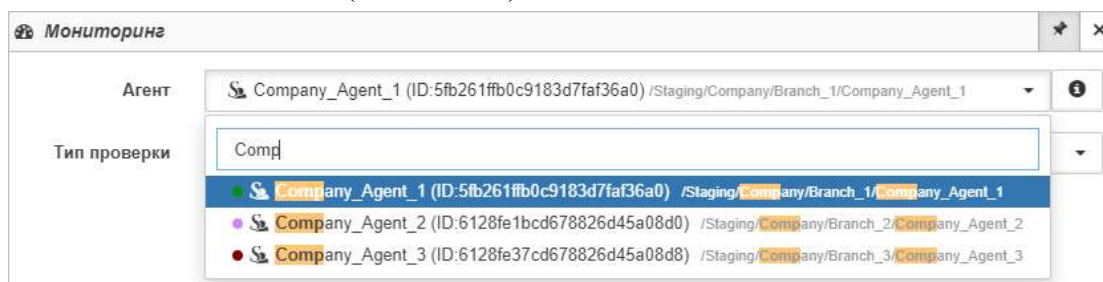 Мониторинг
Агент
Company_Agent_1 (ID:5fb261ffb0c9183d7faf36a0) /Staging/Company/Branch_1/Company_Agent_1
Тип проверки
Comp
Company_Agent_1 (ID:5fb261ffb0c9183d7faf36a0) /Staging/Company/Branch_1/Company_Agent_1
Company_Agent_2 (ID:6128fe1bcd678826d45a08d0) /Staging/Company/Branch_2/Company_Agent_2
Company_Agent_3 (ID:6128fe37cd678826d45a08d8) /Staging/Company/Branch_3/Company_Agent_3